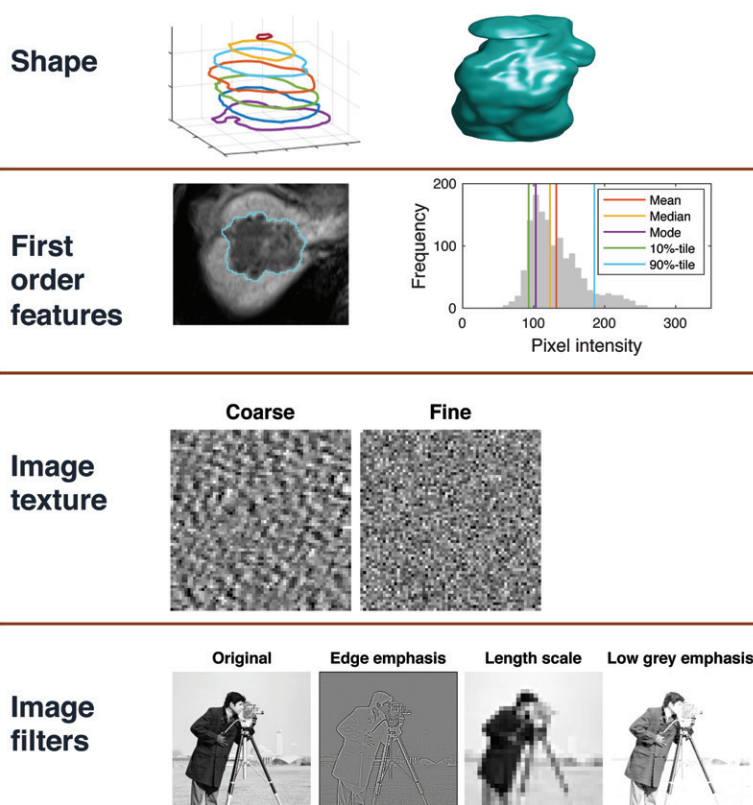 Shape
First
order
features
Frequency
200
100
0
0
100
200
300
Pixel intensity
Mean
Median
Mode
10%-tile
90%-tile
Image
texture
Coarse
Fine
Image
filters
Original
Edge emphasis
Length scale
Low grey emphasis